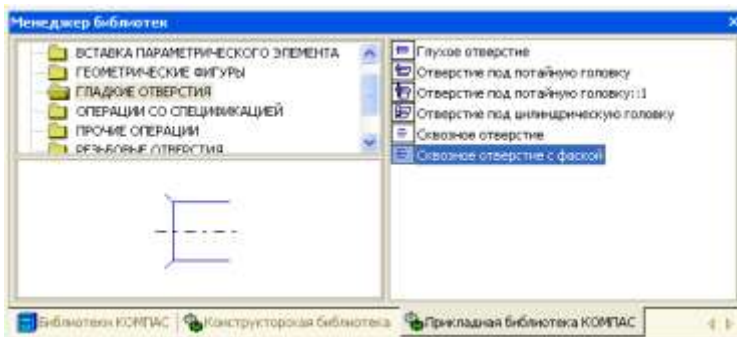 Менеджер библиотек
ВСТАВКА ПАРАМЕТРИЧЕСКОГО ЭЛЕМЕНТА
ГЕОМЕТРИЧЕСКИЕ ФИГУРЫ
ГЛАДКИЕ ОТВЕРСТИЯ
ОПЕРАЦИИ СО СПЕЦИФИКАЦИЕЙ
ПРОЧИЕ ОПЕРАЦИИ
РЕЗЬБОВЫЕ ОТВЕРСТИЯ
Глухое отверстие
Отверстие под потайную головку
Отверстие под потайную головку::1
Отверстие под цилиндрическую головку
Сквозное отверстие
Сквозное отверстие с фаской
Библиотеки КОМПАС
Конструкторская библиотека
Прикладная библиотека КОМПАС